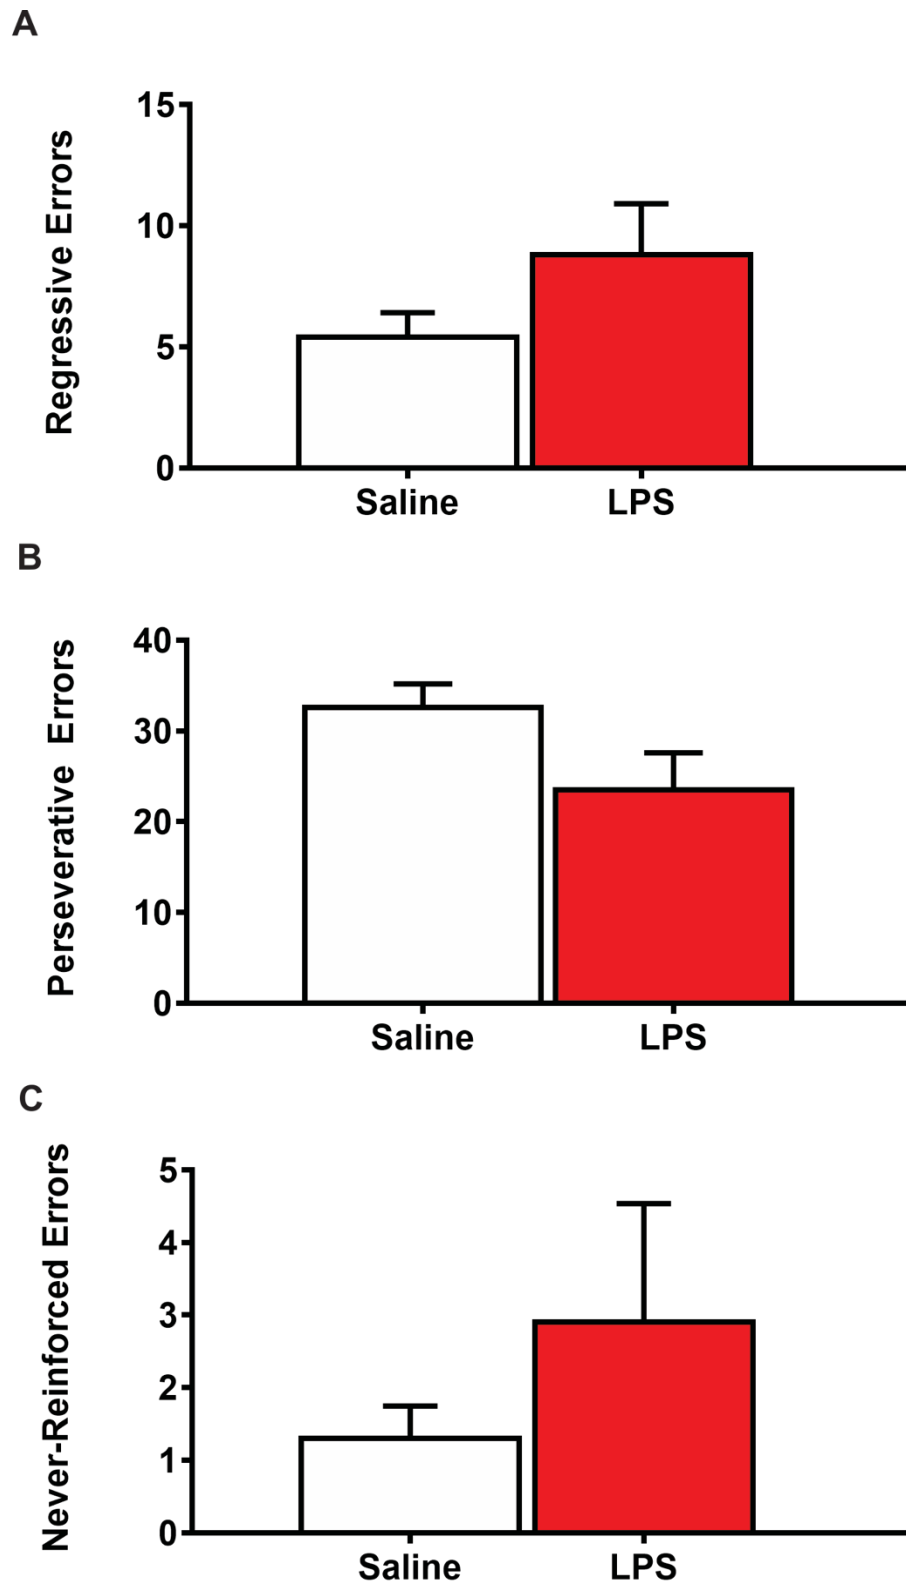 A
Regressive Errors
15
10
5
0
Saline LPS
B
Perseverative Errors
40
30
20
10
0
Saline LPS
C
Never-Reinforced Errors
5
4
3
2
1
0
Saline LPS